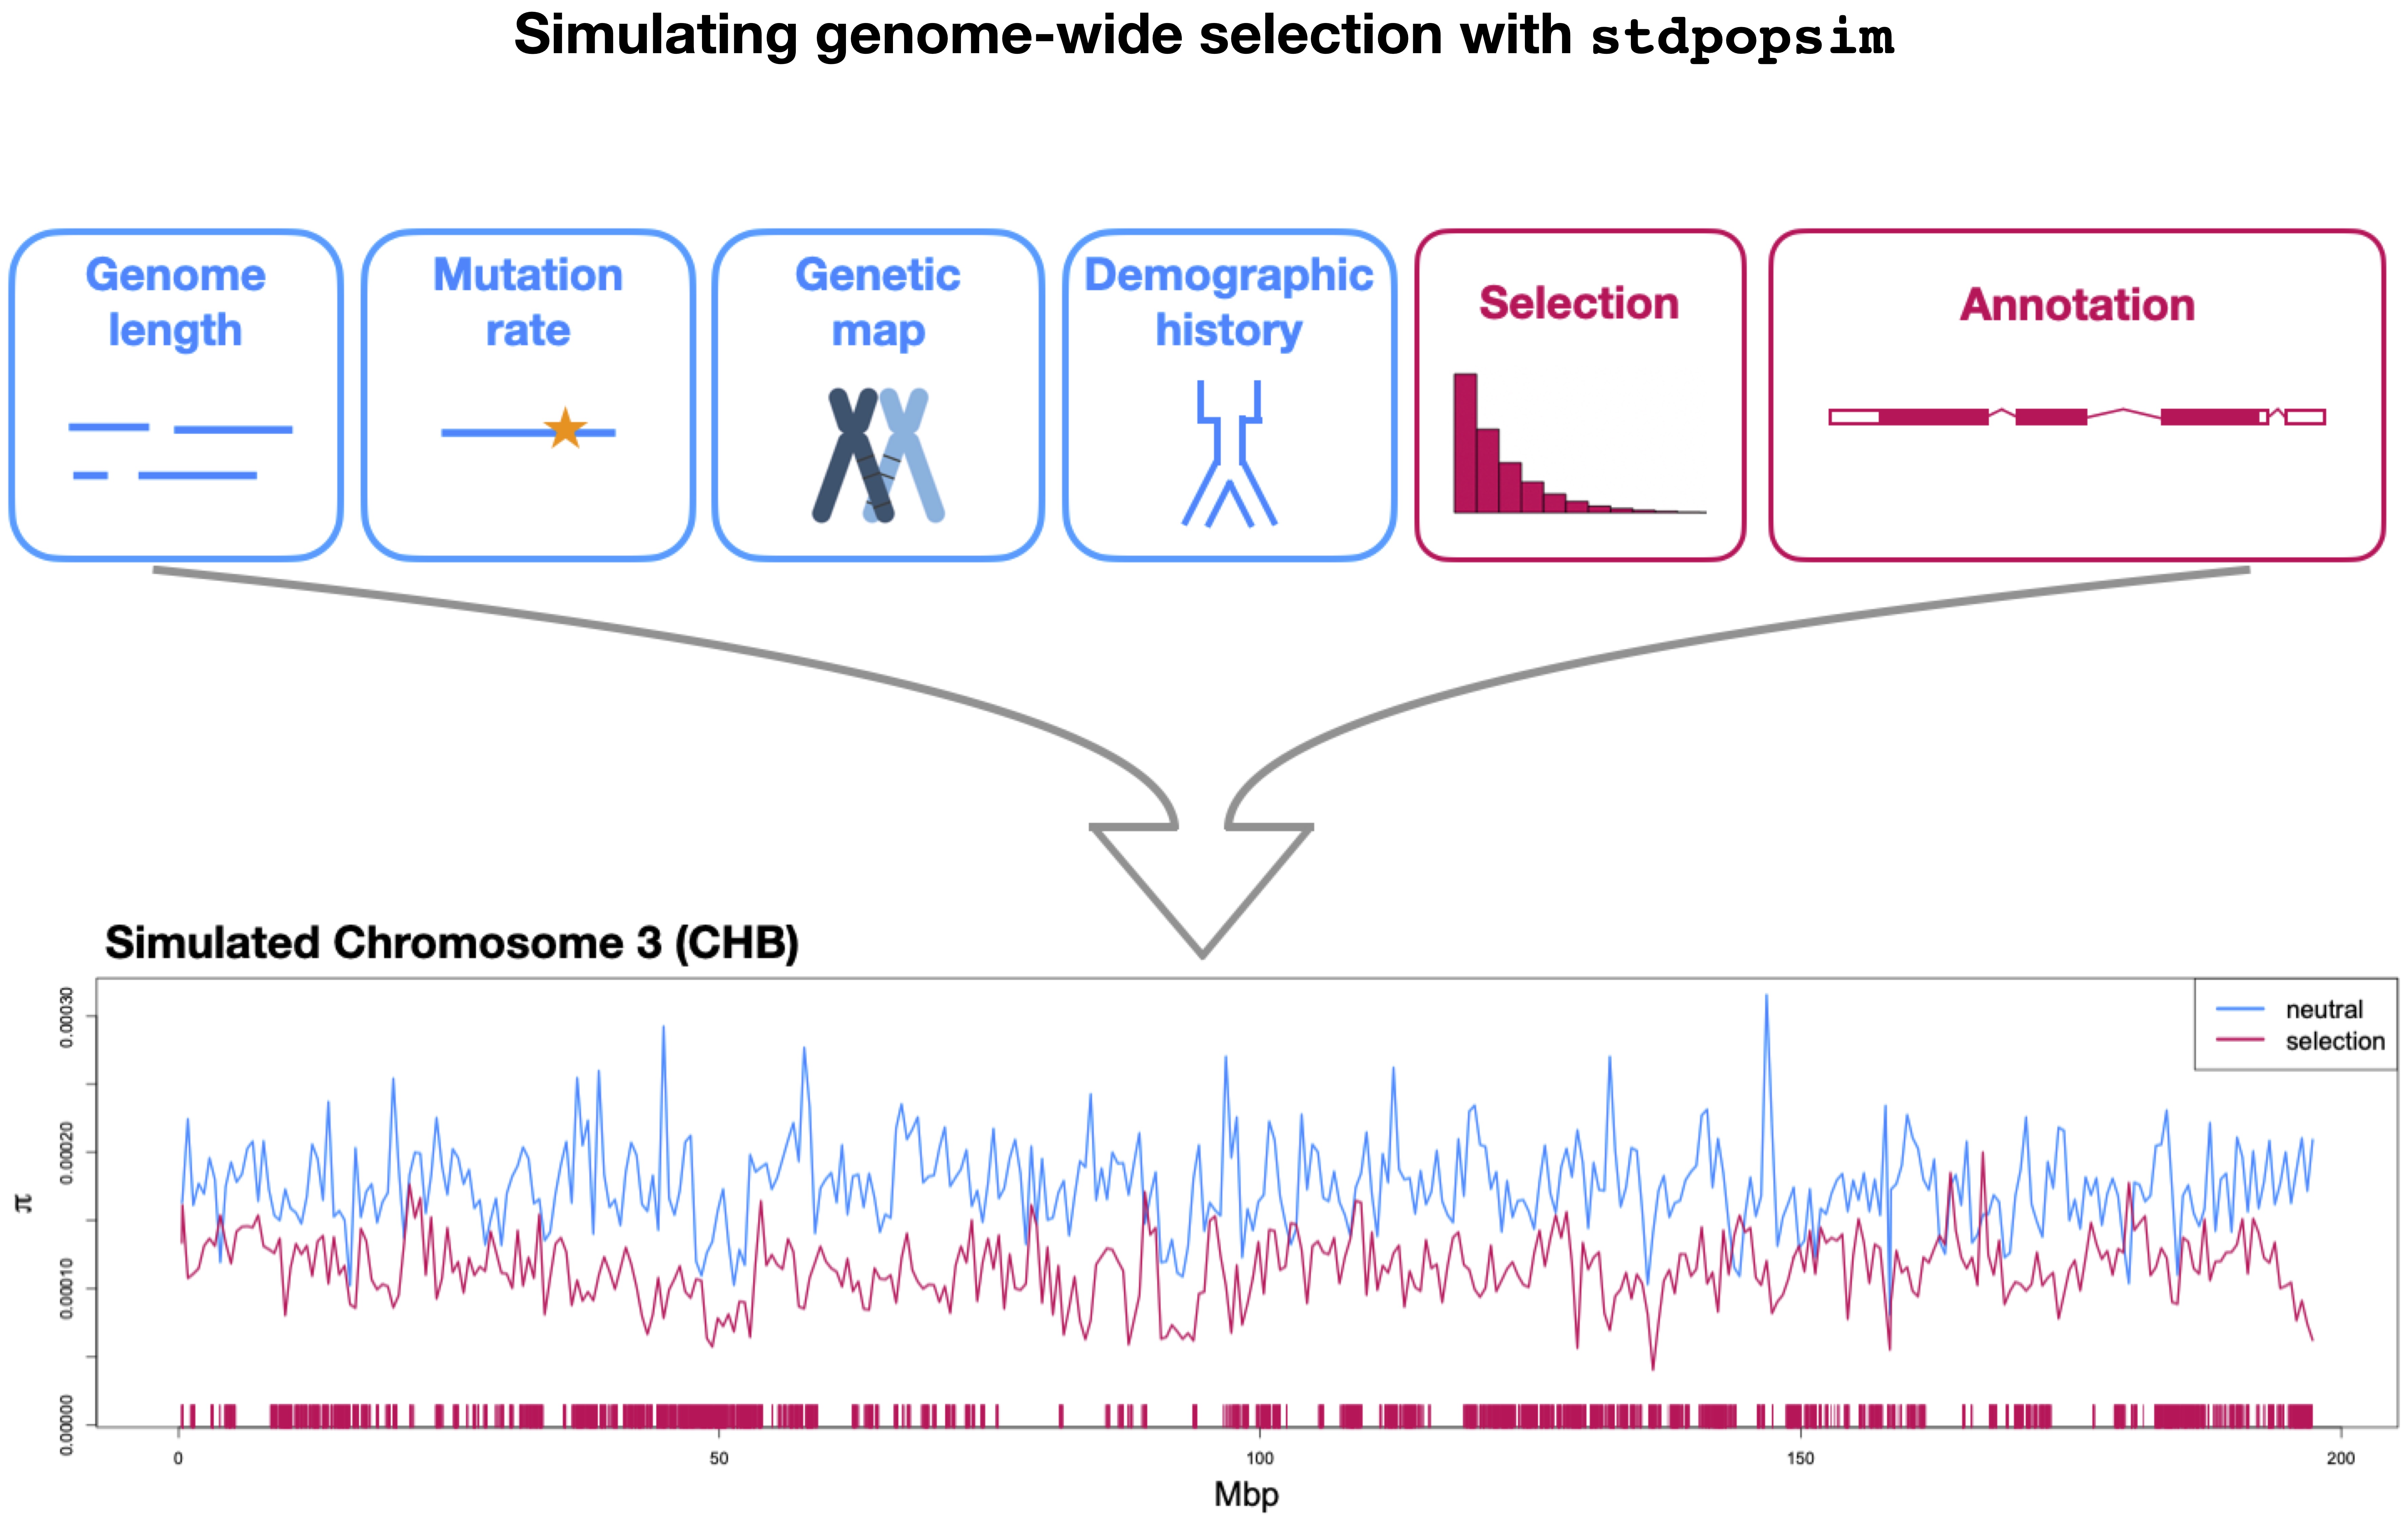 Simulating genome-wide selection with stdpopsim
Genome
length
Mutation
rate
Genetic
map
Demographic
history
Selection
Annotation
Simulated Chromosome 3 (CHB)
neutral
selection
0.00030
0.00020
0.00010
0.00000
π
0
50
100
150
200
Mbp